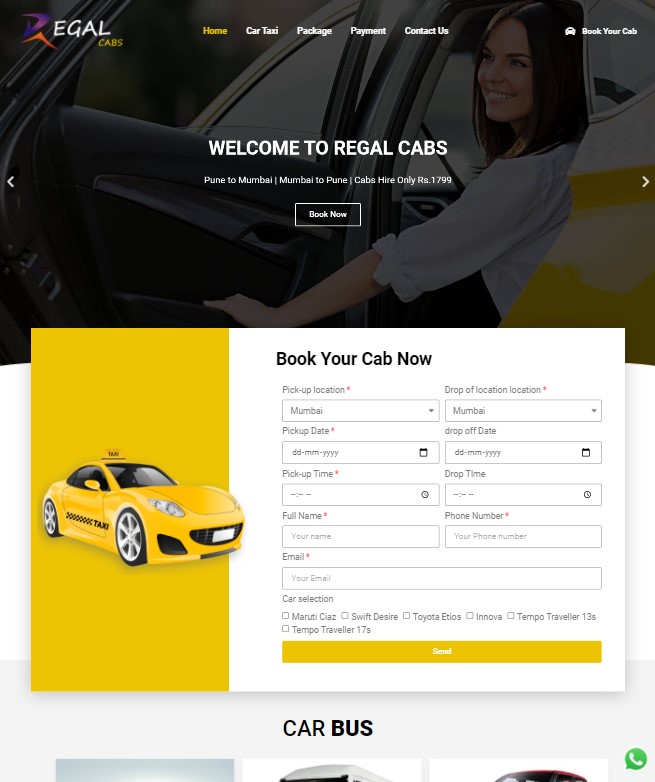 REGAL
CABS
Home Car Taxi Package Payment Contact Us Book Your Cab
WELCOME TO REGAL CABS
Pune to Mumbai | Mumbai to Pune | Cabs Hire Only Rs.1799
Book Now
Book Your Cab Now
Pick-up location * Drop of location location *
Mumbai Mumbai
Pickup Date * drop off Date
dd-mm-yyyy dd-mm-yyyy
Pick-up Time * Drop TIme
--:-- -- --:-- --
TAXI
Full Name * Phone Number *
TAXI
Your name Your Phone number
Email *
Your Email
Car selection
Maruti Ciaz Swift Desire Toyota Etios Innova Tempo Traveller 13s
Tempo Traveller 17s
Send
CAR BUS